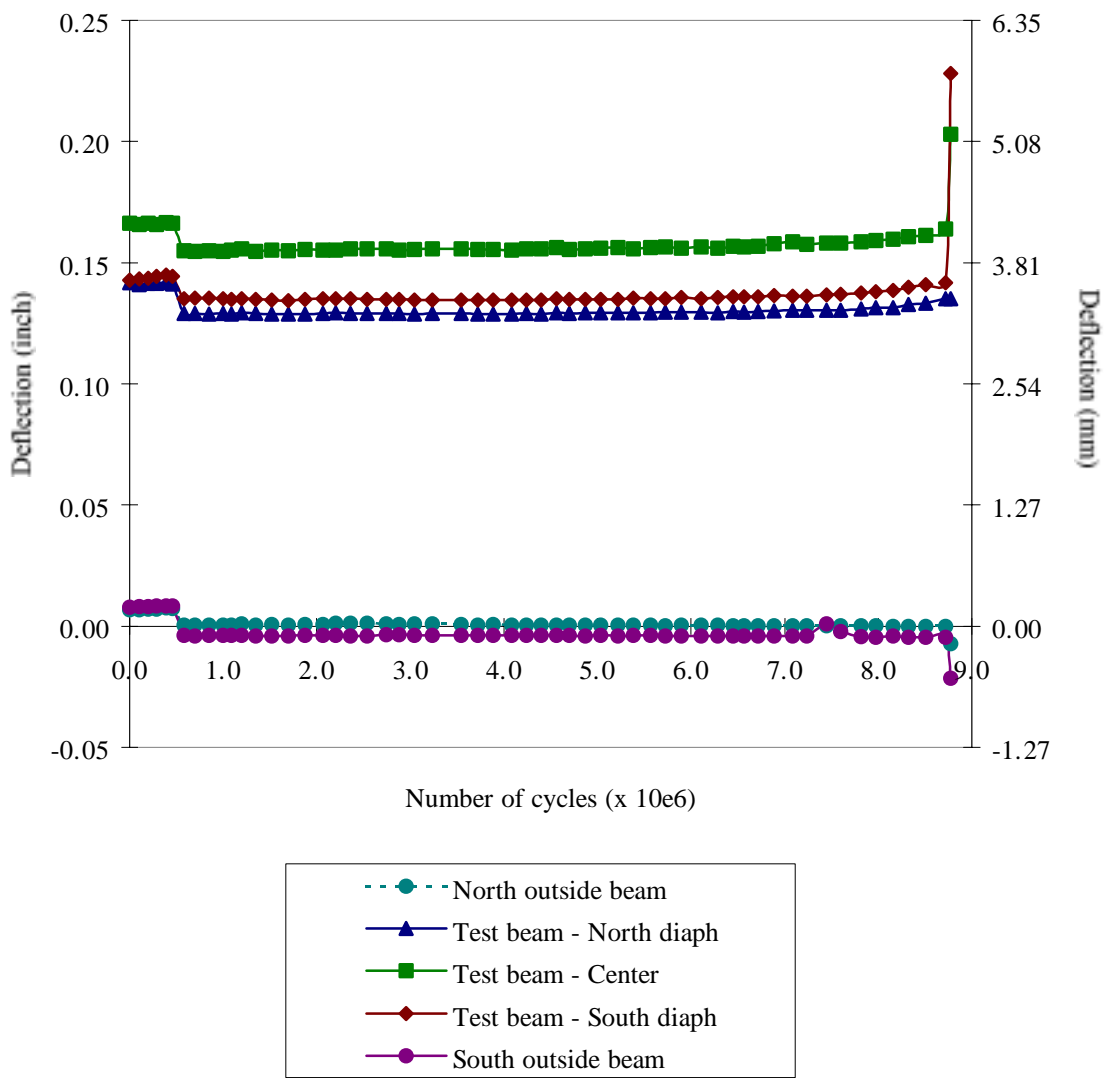 0.25
0.20
0.15
0.10
0.05
0.00
-0.05
Deflection (inch)
6.35
5.08
3.81
2.54
1.27
0.00
-1.27
Deflection (mm)
0.0 1.0 2.0 3.0 4.0 5.0 6.0 7.0 8.0 9.0
Number of cycles (x 10e6)
North outside beam
Test beam - North diaph
Test beam - Center
Test beam - South diaph
South outside beam